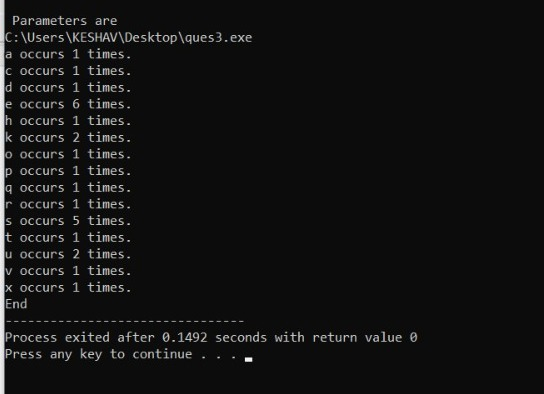 Parameters are
C:\Users\KESHAV\Desktop\ques3.exe
a occurs 1 times.
c occurs 1 times.
d occurs 1 times.
e occurs 6 times.
h occurs 1 times.
k occurs 2 times.
o occurs 1 times.
p occurs 1 times.
q occurs 1 times.
r occurs 1 times.
s occurs 5 times.
t occurs 1 times.
u occurs 2 times.
v occurs 1 times.
x occurs 1 times.
End
--------------------------------
Process exited after 0.1492 seconds with return value 0
Press any key to continue . . .